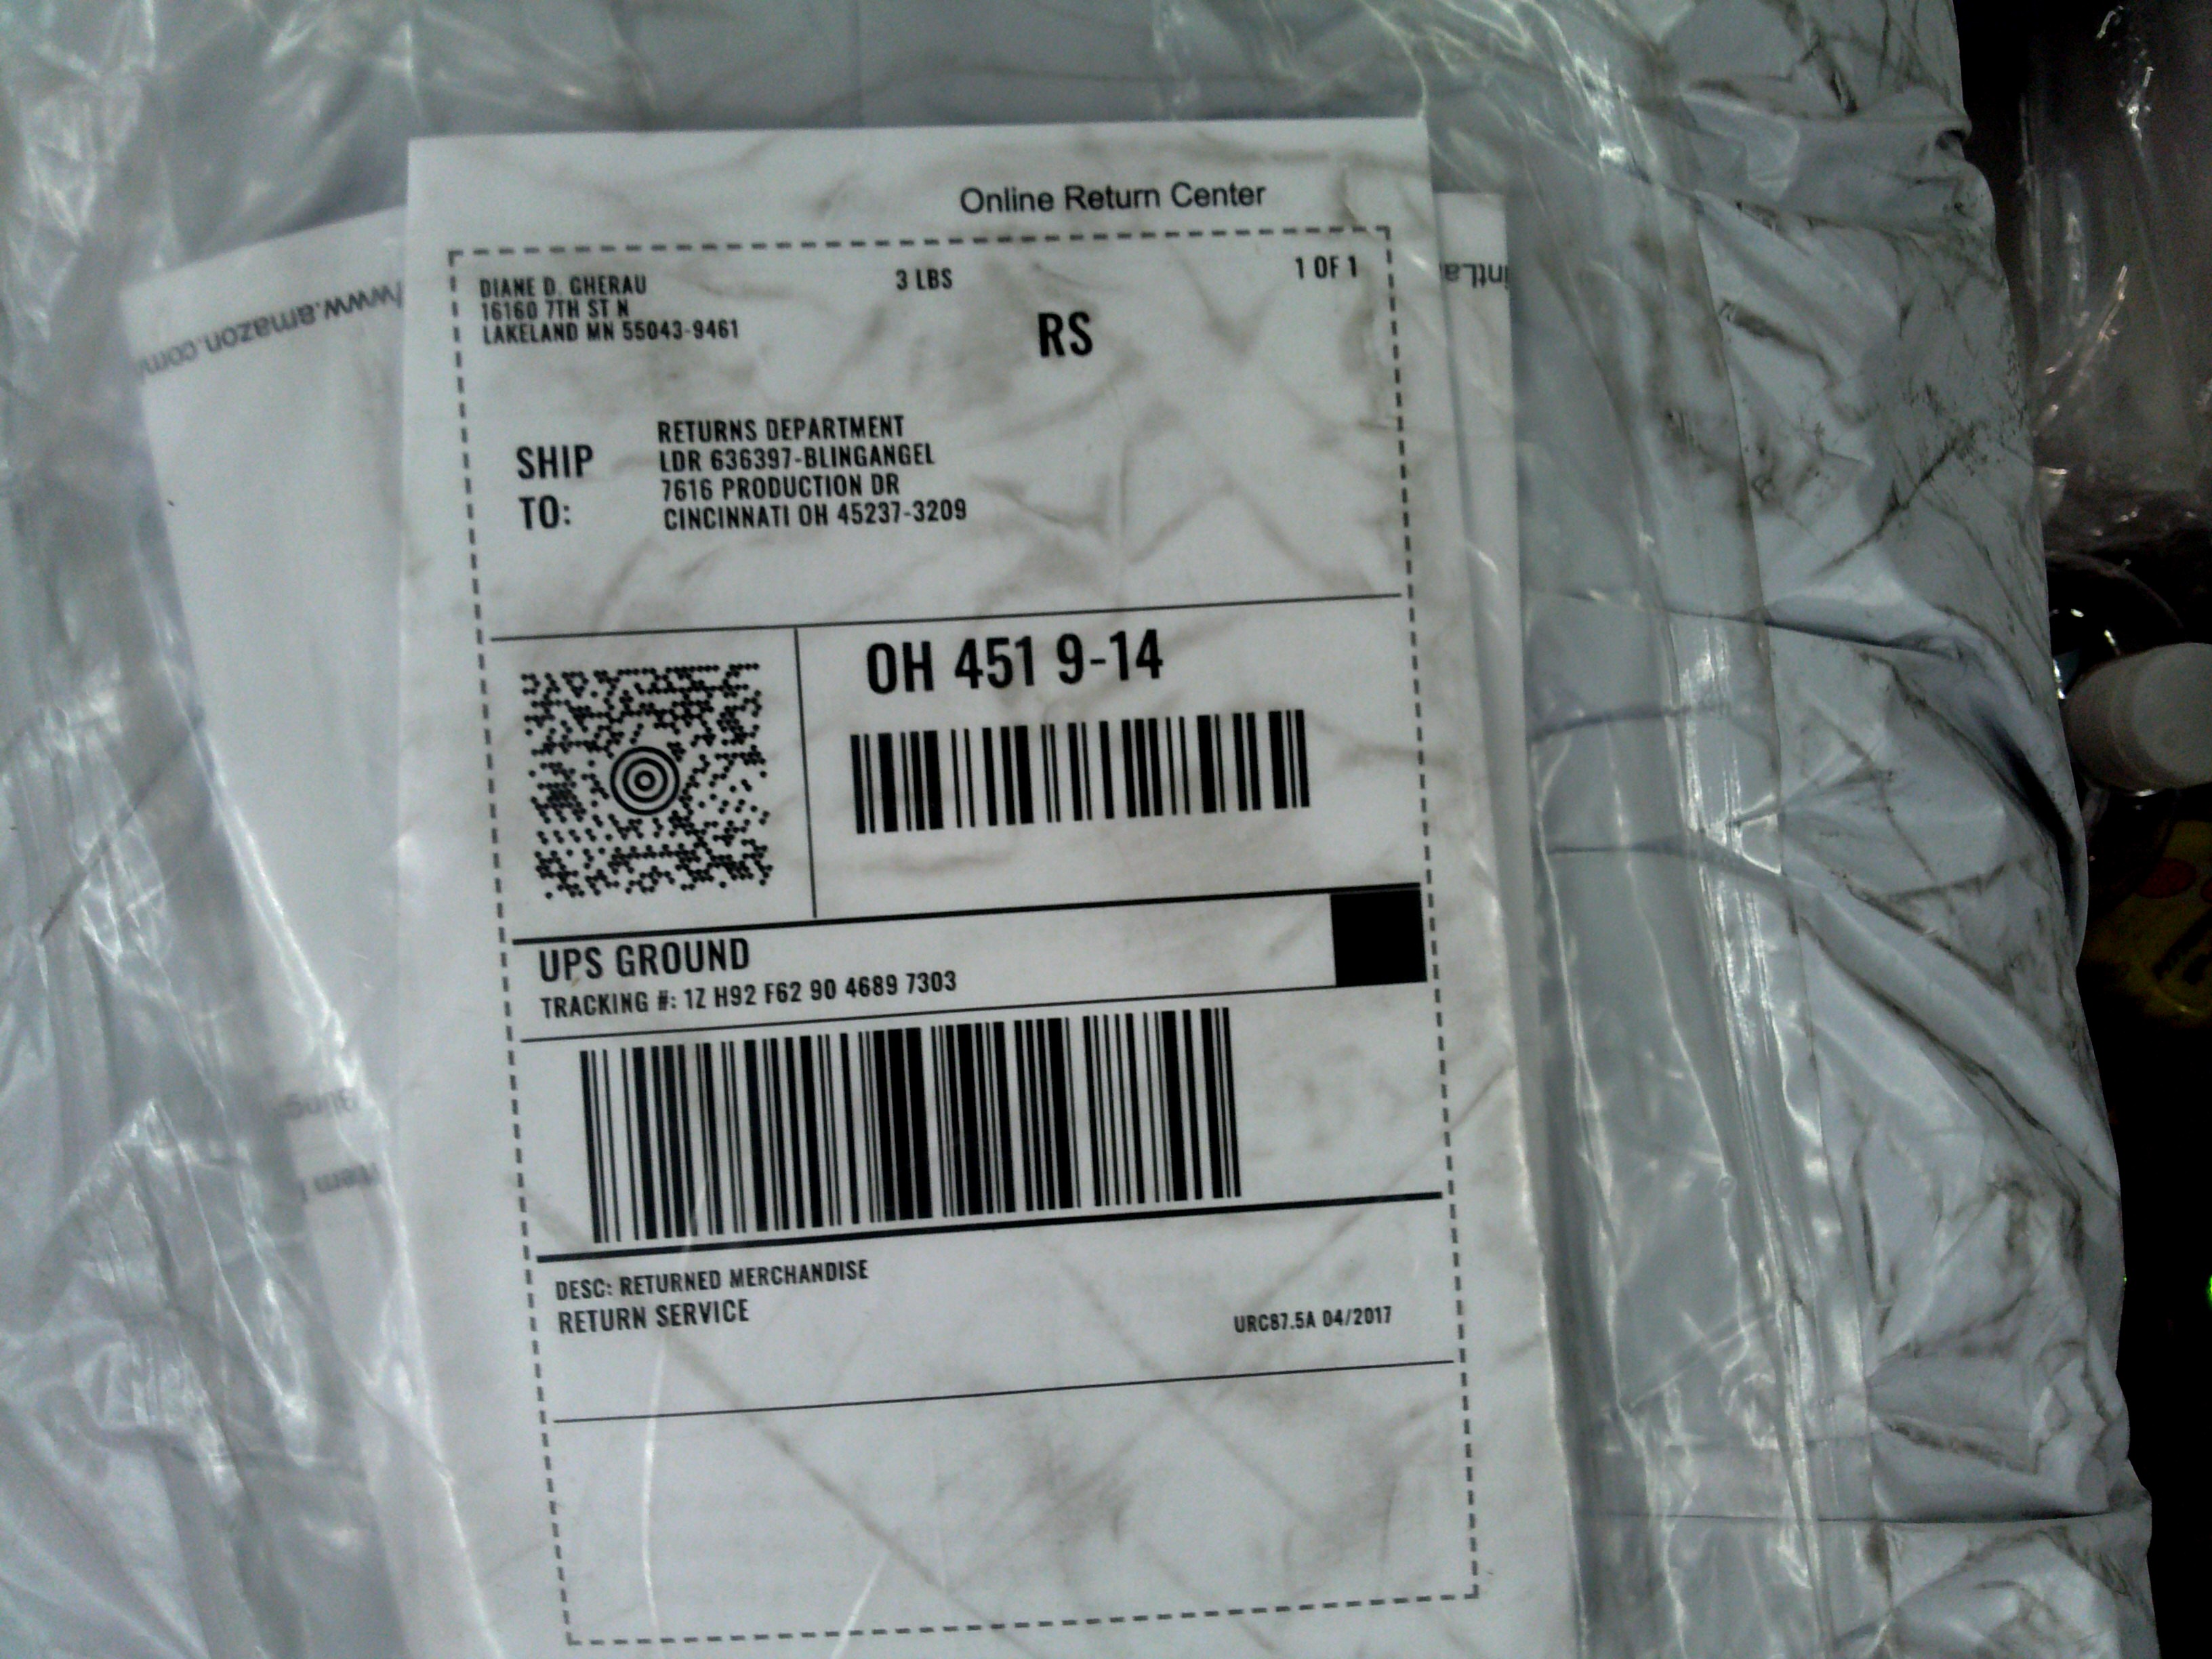 Online Return Center
DIANE D. GHERAU
16160 7TH ST N
LAKELAND MN 55043-9461
3 LBS
1 OF 1
RS
SHIP TO:
RETURNS DEPARTMENT
LDR 636397-BLINGANGEL
7616 PRODUCTION DR
CINCINNATI OH 45237-3209
OH 451 9-14
UPS GROUND
TRACKING #: 1Z H92 F62 90 4689 7303
DESC: RETURNED MERCHANDISE
RETURN SERVICE
URC87.5A 04/2017
www.amazon.com